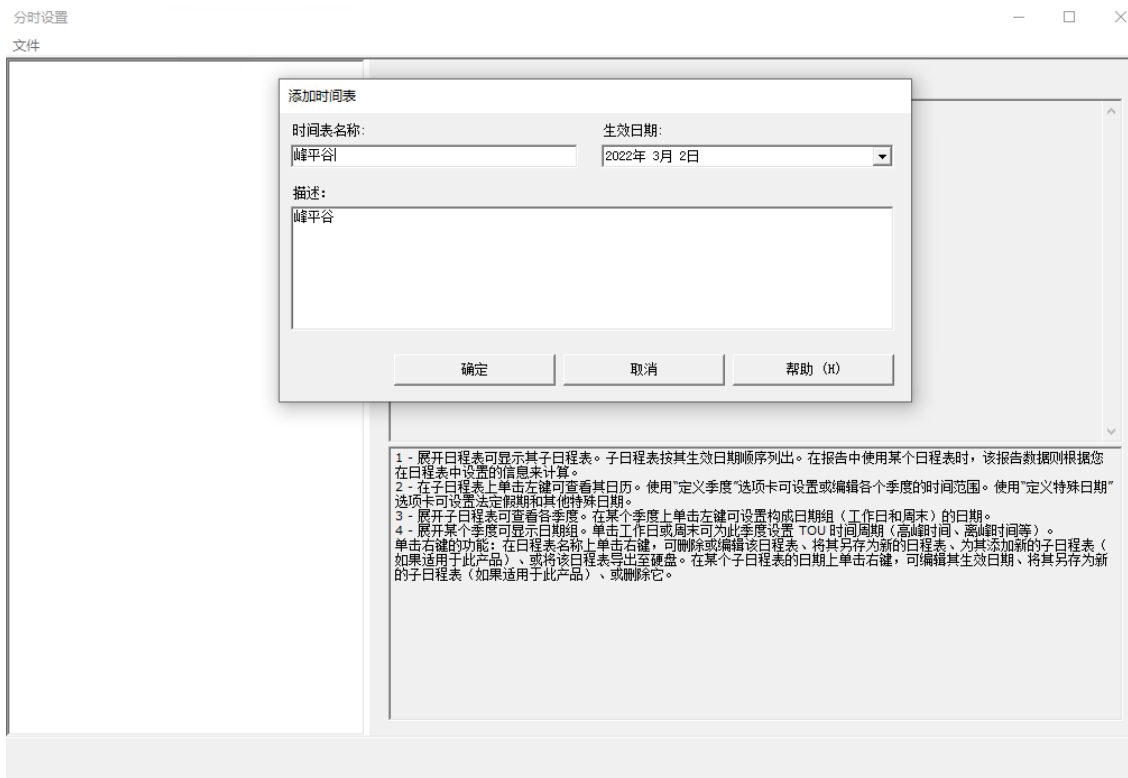 分时设置
文件
添加时间表
时间表名称:
生效日期:
峰平谷
2022年 3月 2日
描述:
峰平谷
确定
取消
帮助 (H)
1 - 展开日程表可显示其子日程表。子日程表按其生效日期顺序列出。在报告中使用某个日程表时，该报告数据则根据您
在日程表中设置的信息来计算。
2 - 在子日程表上单击左键可查看其日历。使用"定义季度"选项卡可设置或编辑各个季度的时间范围。使用"定义特殊日期"
选项卡可设置法定假期和其他特殊日期。
3 - 展开子日程表可查看各季度。在某个季度上单击左键可设置构成日期组（工作日和周末）的日期。
4 - 展开某个季度可显示日期组。单击工作日或周末可为此季度设置 TOU 时间周期（高峰时间、离峰时间等）。
单击右键的功能：在日程表名称上单击右键，可删除或编辑该日程表、将其另存为新的日程表、为其添加新的子日程表（
如果适用于此产品）、或将该日程表导出至硬盘。在某个子日程表的日期上单击右键，可编辑其生效日期、将其另存为新
的子日程表（如果适用于此产品）、或删除它。